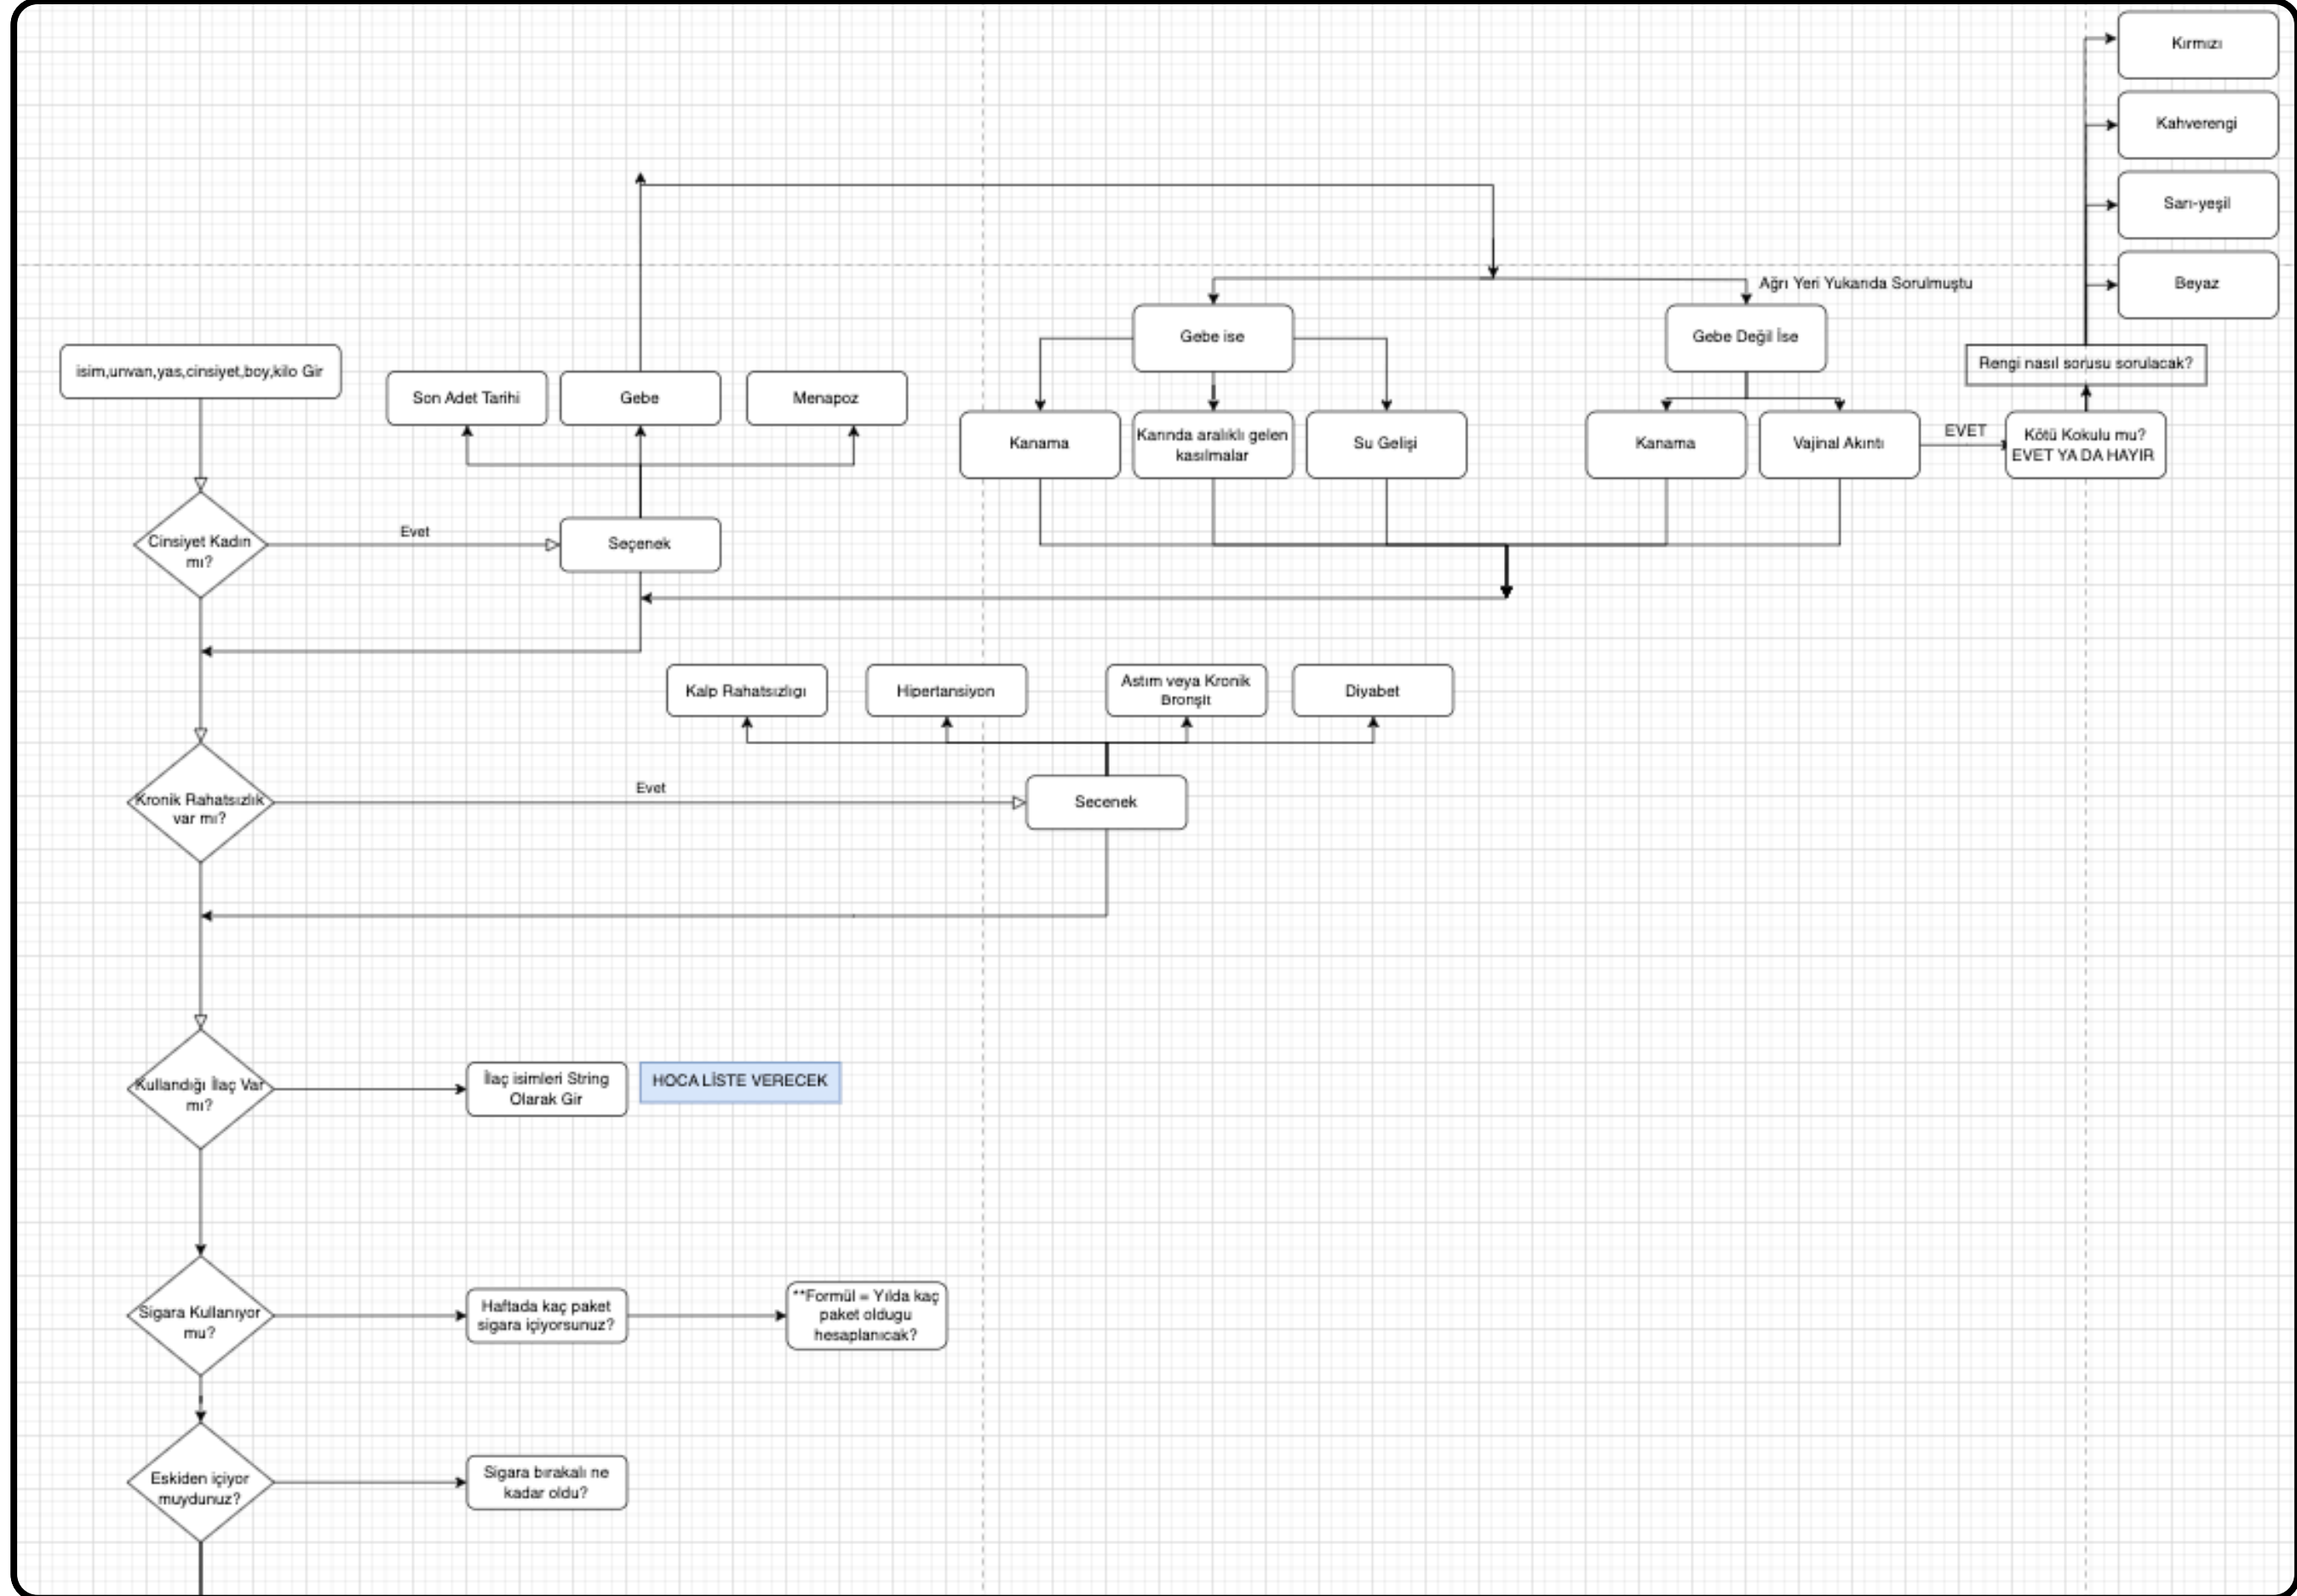 Kırmızı
Kahverengi
Sarı-yeşil
Beyaz
Ağrı Yeri Yukarıda Sorulmuştu
Gebe ise
Gebe Değil İse
Rengi nasıl sorusu sorulacak?
isim,unvan,yas,cinsiyet,boy,kilo Gir
Son Adet Tarihi
Gebe
Menapoz
Kanama
Karında aralıklı gelen
kasılmalar
Su Gelişi
Kanama
Vajinal Akıntı
EVET
Kötü Kokulu mu?
EVET YA DA HAYIR
Cinsiyet Kadın
mı?
Evet
Seçenek
Kalp Rahatsızlıgı
Hipertansiyon
Astım veya Kronik
Bronşit
Diyabet
Kronik Rahatsızlık
var mı?
Evet
Secenek
Kullandığı İlaç Var
mı?
İlaç isimleri String
Olarak Gir
HOCA LİSTE VERECEK
Sigara Kullanıyor
mu?
Haftada kaç paket
sigara içiyorsunuz?
**Formül = Yılda kaç
paket oldugu
hesaplanıcak?
Eskiden içiyor
muydunuz?
Sigara bırakalı ne
kadar oldu?